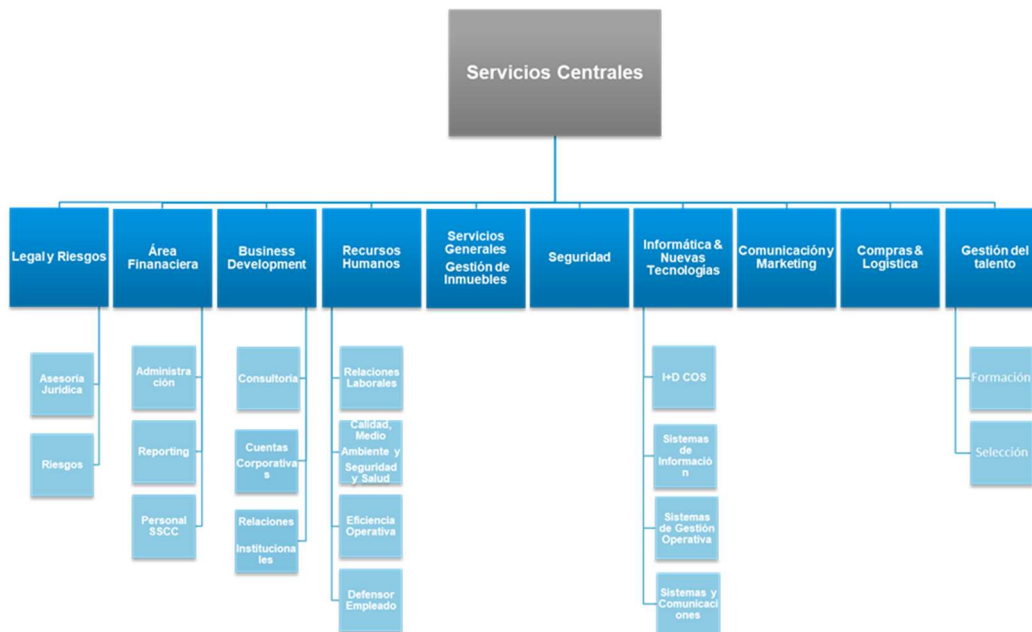 Servicios Centrales
Legal y Riesgos
Área
Finanaciera
Business
Development
Recursos
Humanos
Servicios
Generales
Gestión de
Inmuebles
Seguridad
Informática &
Nuevas
Tecnologías
Comunicación y
Marketing
Compras &
Logística
Gestión del
talento
Asesoría
Jurídica
Riesgos
Administra
ción
Reporting
Personal
SSCC
Consultoría
Cuentas
Corporativa
s
Relaciones
Instituciona
les
Relaciones
Laborales
Calidad,
Medio
Ambiente y
Seguridad
y Salud
Eficiencia
Operativa
Defensor
Empleado
I+D COS
Sistemas
de
Informació
n
Sistemas
de Gestión
Operativa
Sistemas y
Comunicaci
ones
Formación
Selección